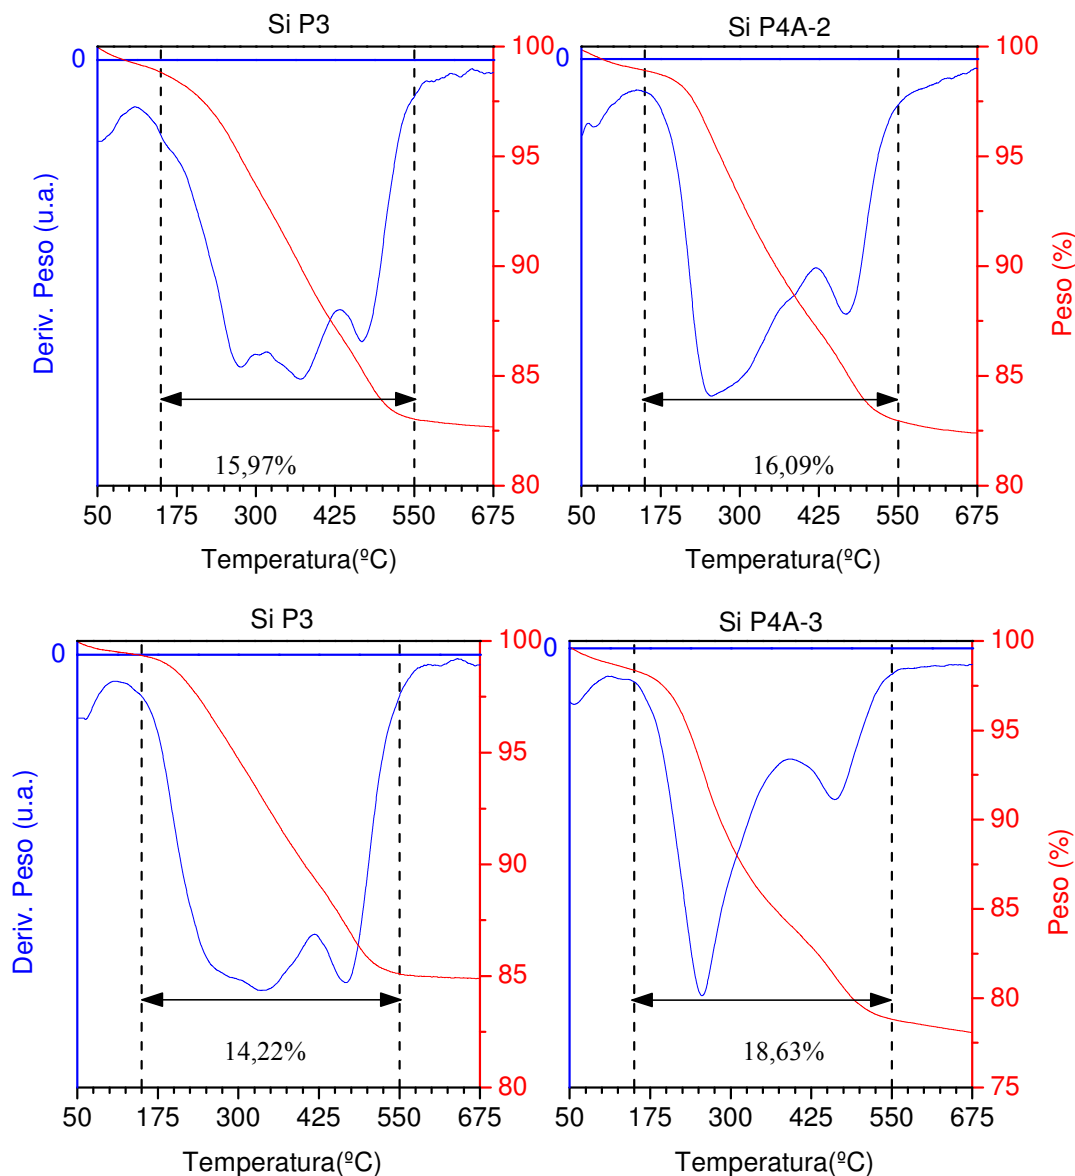 Si P3
Si P4A-2
0
100
95
90
85
80
Deriv. Peso (u.a.)
15,97%
50 175 300 425 550 675
Temperatura(ºC)
0
100
95
90
85
80
Peso (%)
16,09%
50 175 300 425 550 675
Temperatura(ºC)
Si P3
Si P4A-3
0
100
95
90
85
80
Deriv. Peso (u.a.)
14,22%
50 175 300 425 550 675
Temperatura(ºC)
0
100
95
90
85
80
75
Peso (%)
18,63%
50 175 300 425 550 675
Temperatura(ºC)